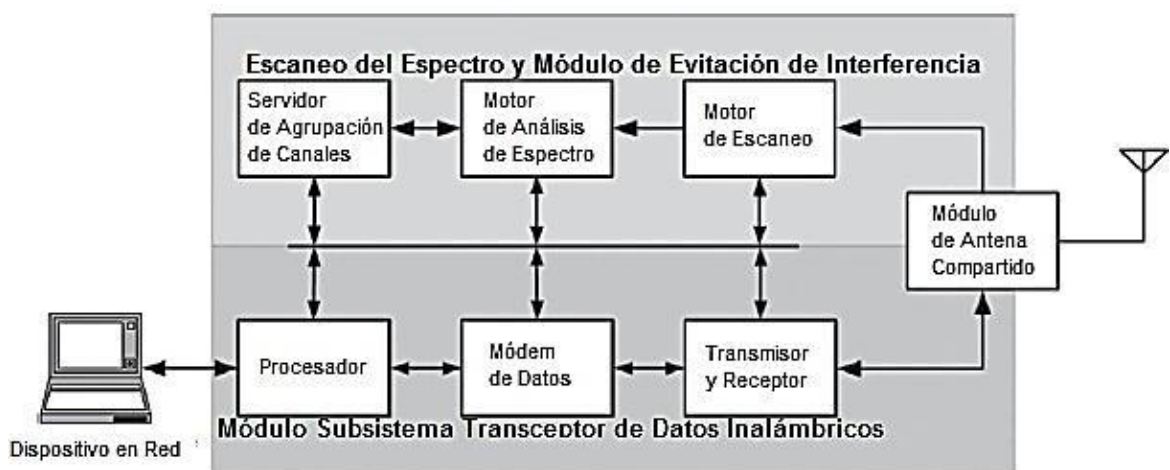 Escaneo del Espectro y Módulo de Evitación de Interferencia
Servidor
de Agrupación
de Canales
Motor
de Análisis
de Espectro
Motor
de Escaneo
Módulo
de Antena
Compartido
Procesador
Módem
de Datos
Transmisor
y Receptor
Módulo Subsistema Transceptor de Datos Inalámbricos
Dispositivo en Red